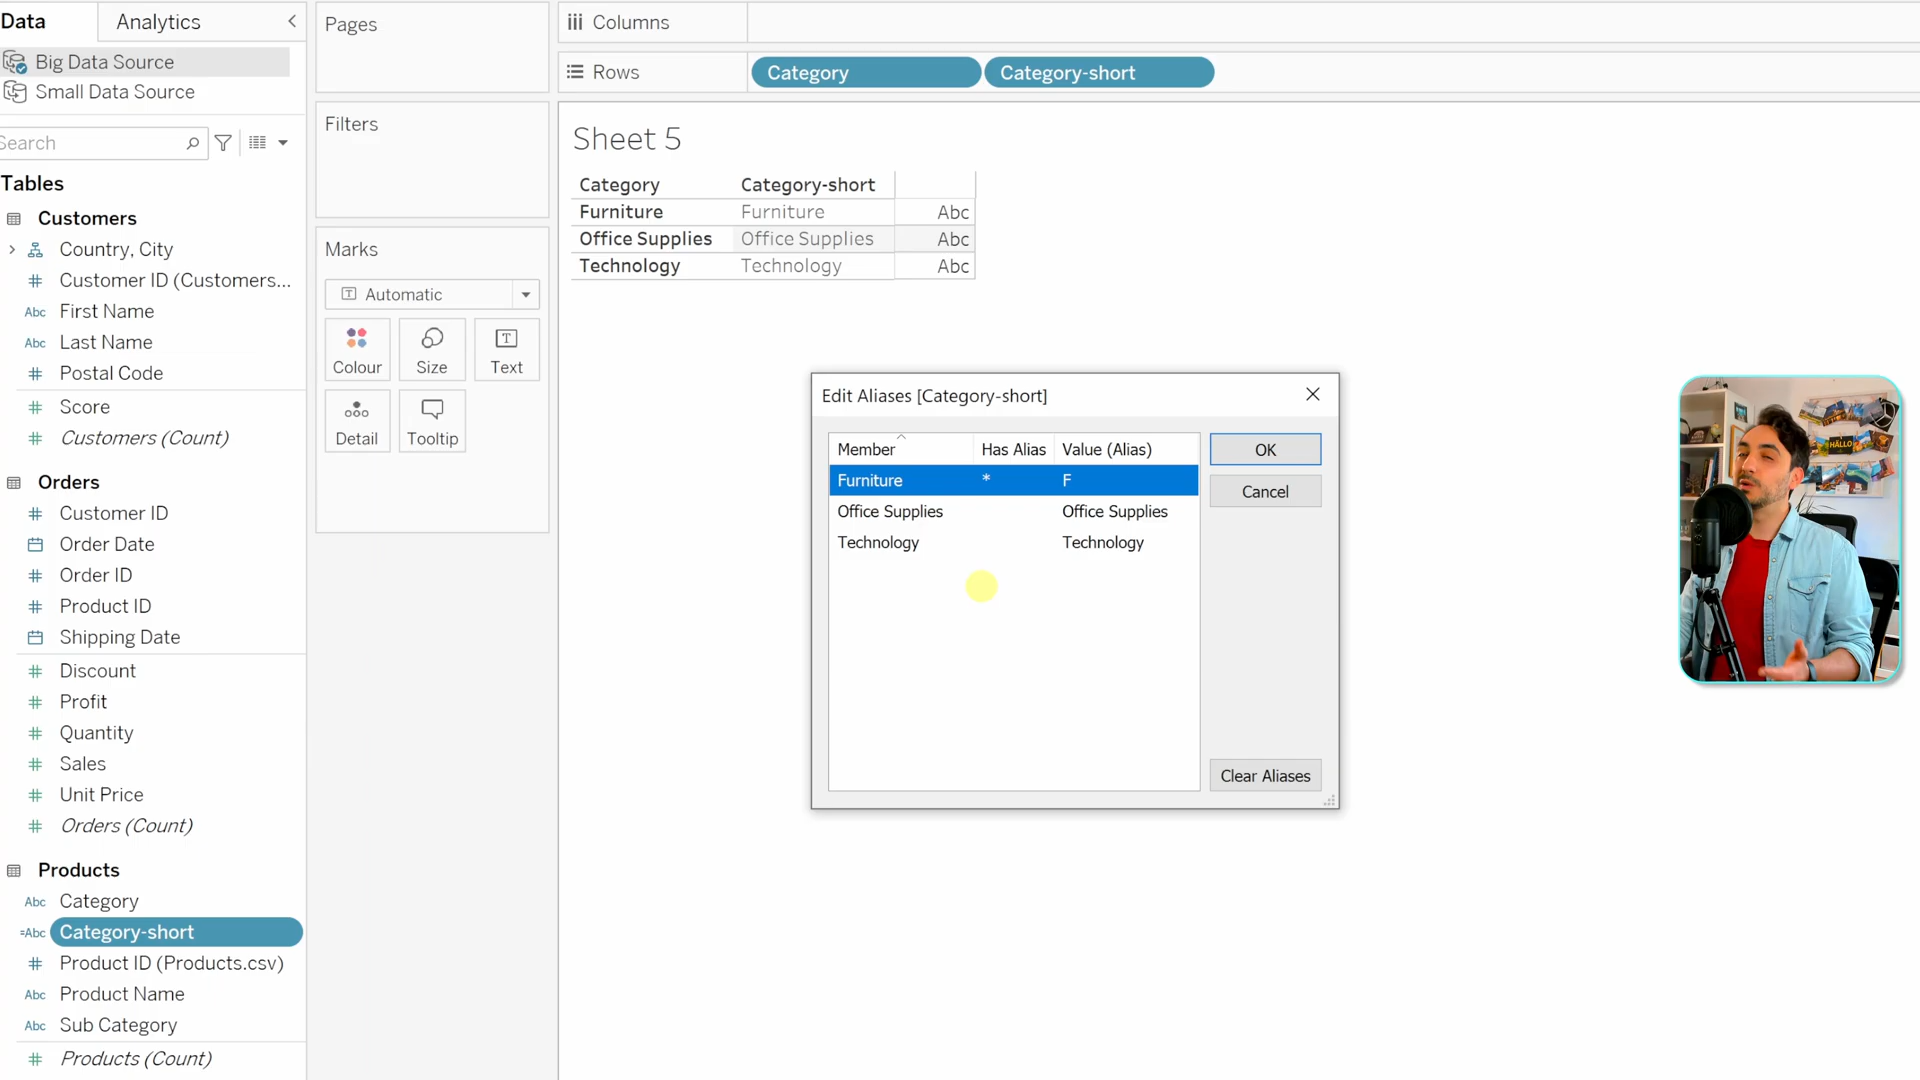 Data
Analytics
Big Data Source
Small Data Source
Search
Tables
Customers
Country, City
Customer ID (Customers...
Abc First Name
Abc Last Name
Postal Code
Score
Customers (Count)
Orders
Customer ID
Order Date
Order ID
Product ID
Shipping Date
Discount
Profit
Quantity
Sales
Unit Price
Orders (Count)
Products
Abc Category
=Abc Category-short
Product ID (Products.csv)
Abc Product Name
Abc Sub Category
Products (Count)
Pages
Filters
Marks
Automatic
Colour
Size
Text
Detail
Tooltip
Columns
Rows
Category
Category-short
Sheet 5
Category Category-short
Furniture Furniture Abc
Office Supplies Office Supplies Abc
Technology Technology Abc
Edit Aliases [Category-short]
Member Has Alias Value (Alias)
Furniture * F
Office Supplies Office Supplies
Technology Technology
OK
Cancel
Clear Aliases
HALLO